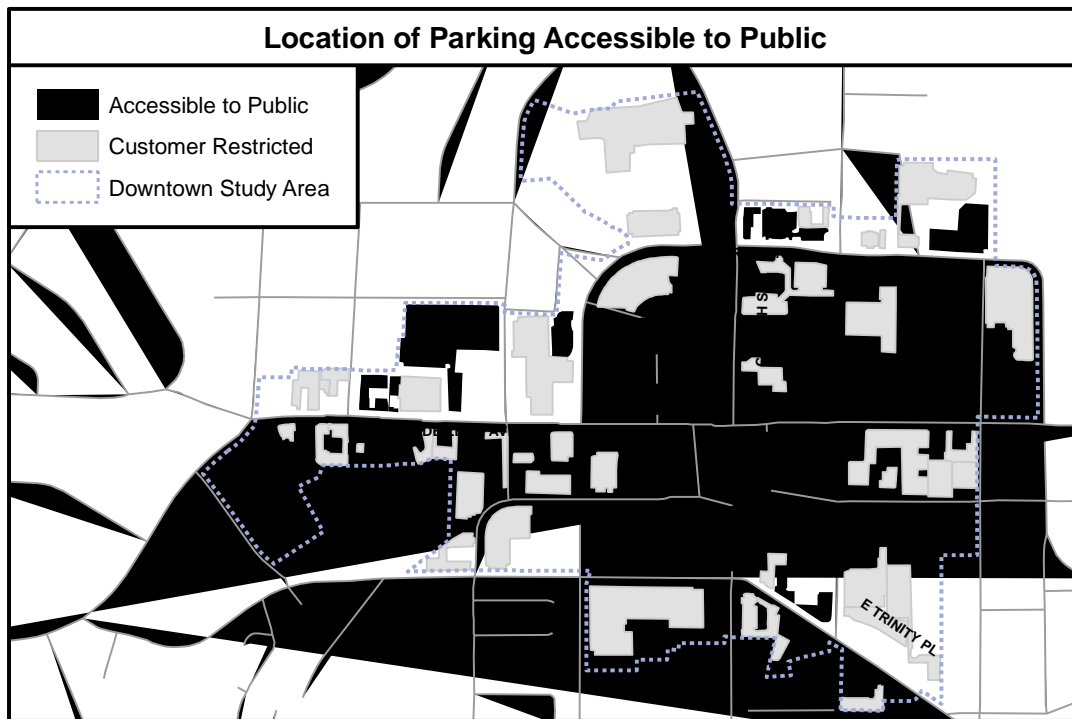 Location of Parking Accessible to Public
Accessible to Public
Customer Restricted
Downtown Study Area
E TRINITY PL